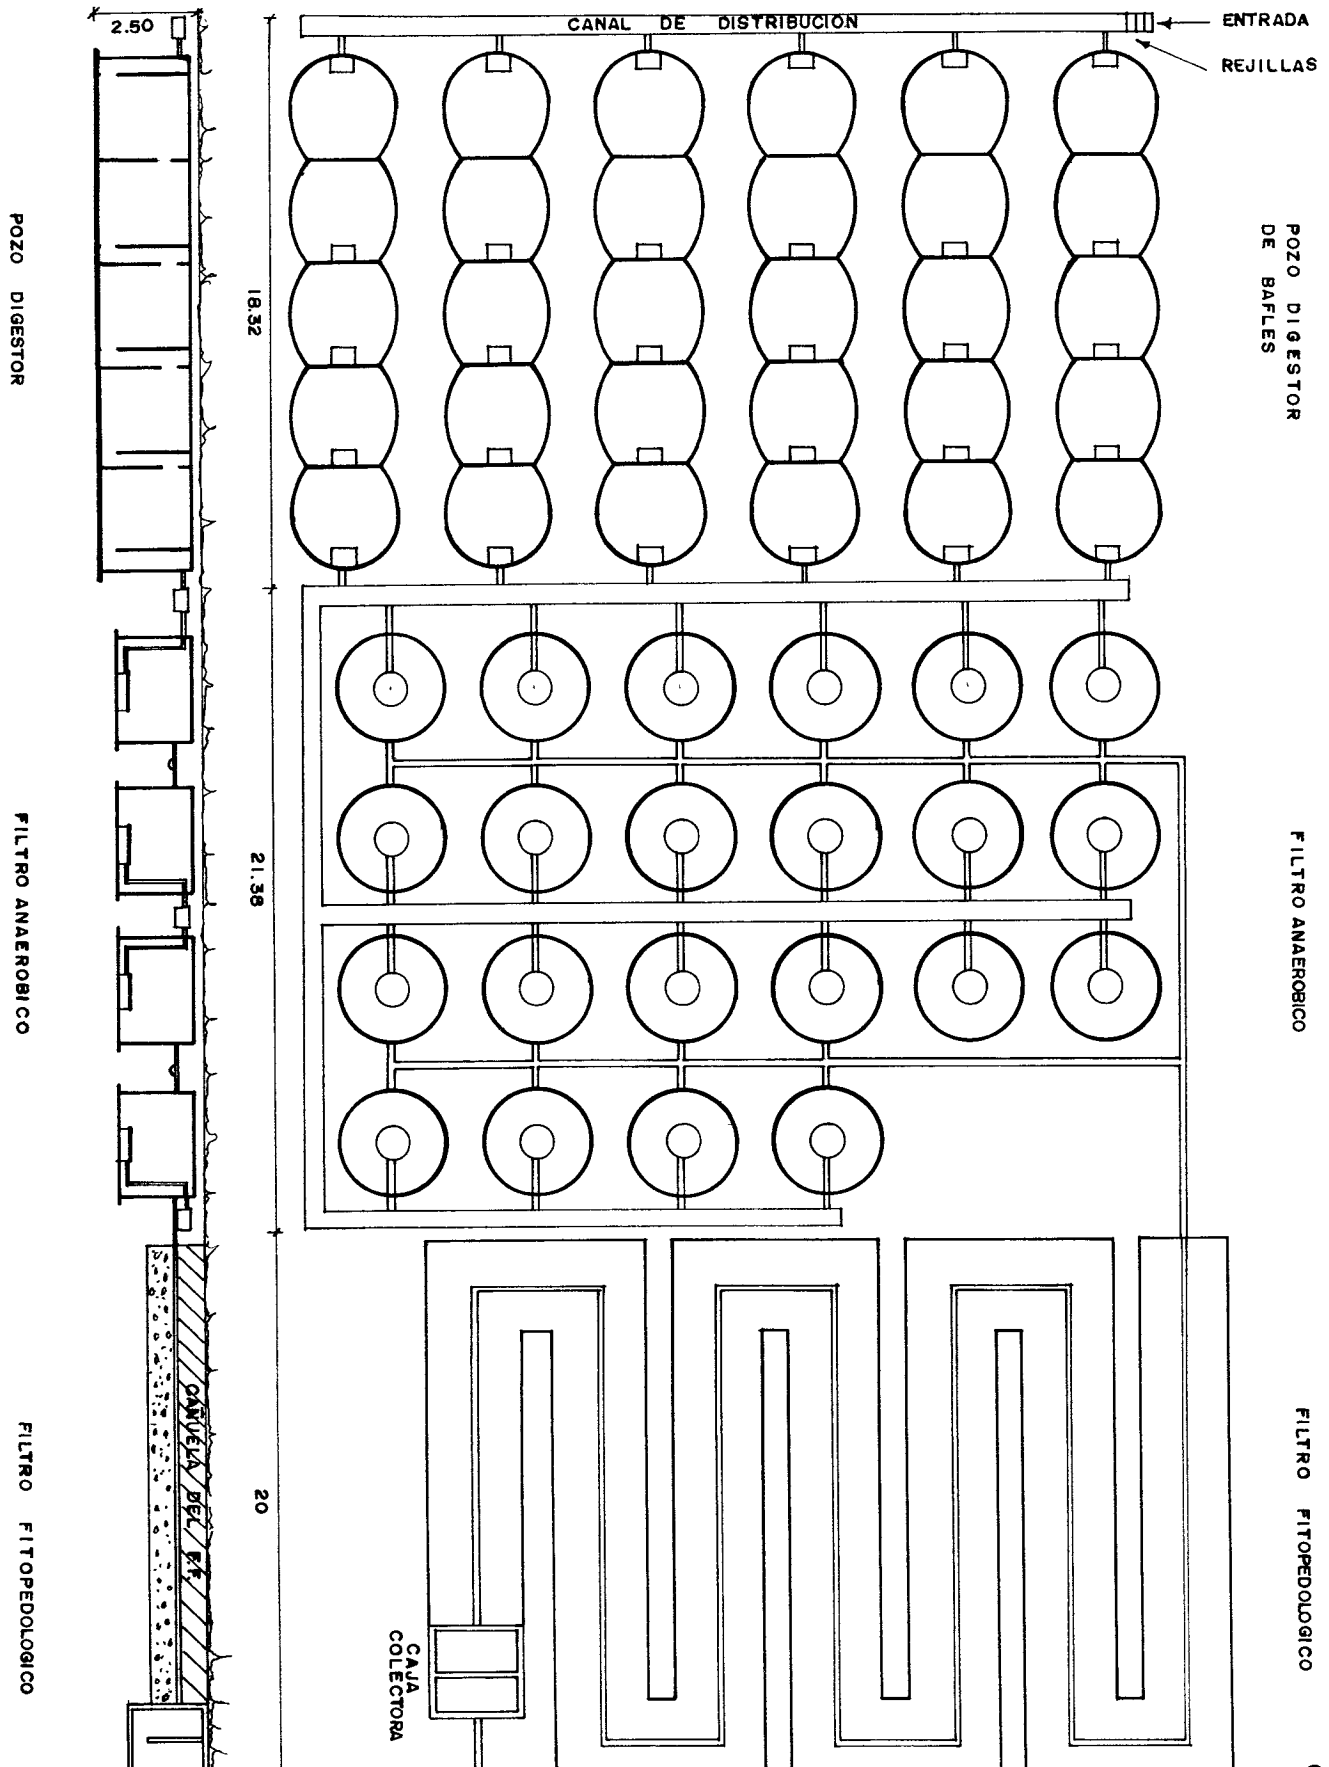 2.50
CANAL DE DISTRIBUCION
ENTRADA
REJILLAS
POZO DIGESTOR
18.32
POZO DIGESTOR
DE BAFLES
FILTRO ANAEROBICO
21.38
FILTRO ANAEROBICO
FILTRO FITOPEDOLOGICO
CAÑUELA DEL F.F.
20
CAJA
COLECTORA
FILTRO FITOPEDOLOGICO